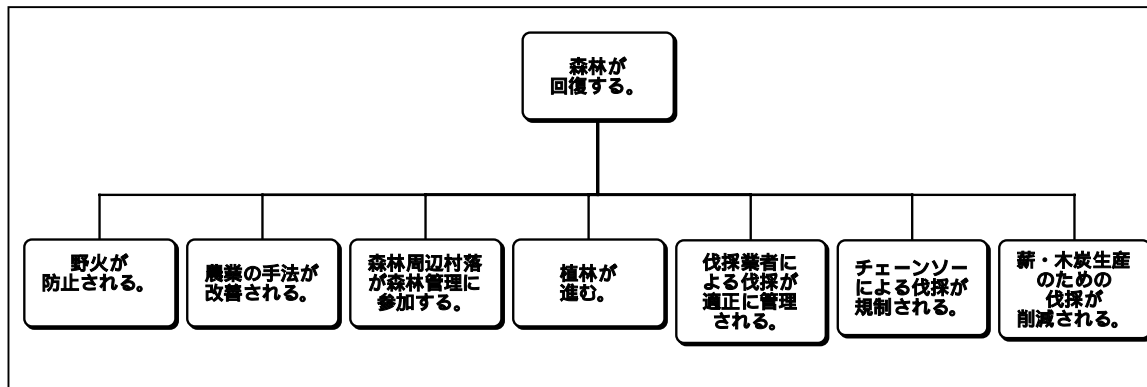 森林が
回復する。
野火が
防止される。
農業の手法が
改善される。
森林周辺村落
が森林管理に
参加する。
植林が
進む。
伐採業者に
よる伐採が
適正に管理
される。
チェーンソー
による伐採が
規制される。
薪・木炭生産
のための
伐採が
削減される。